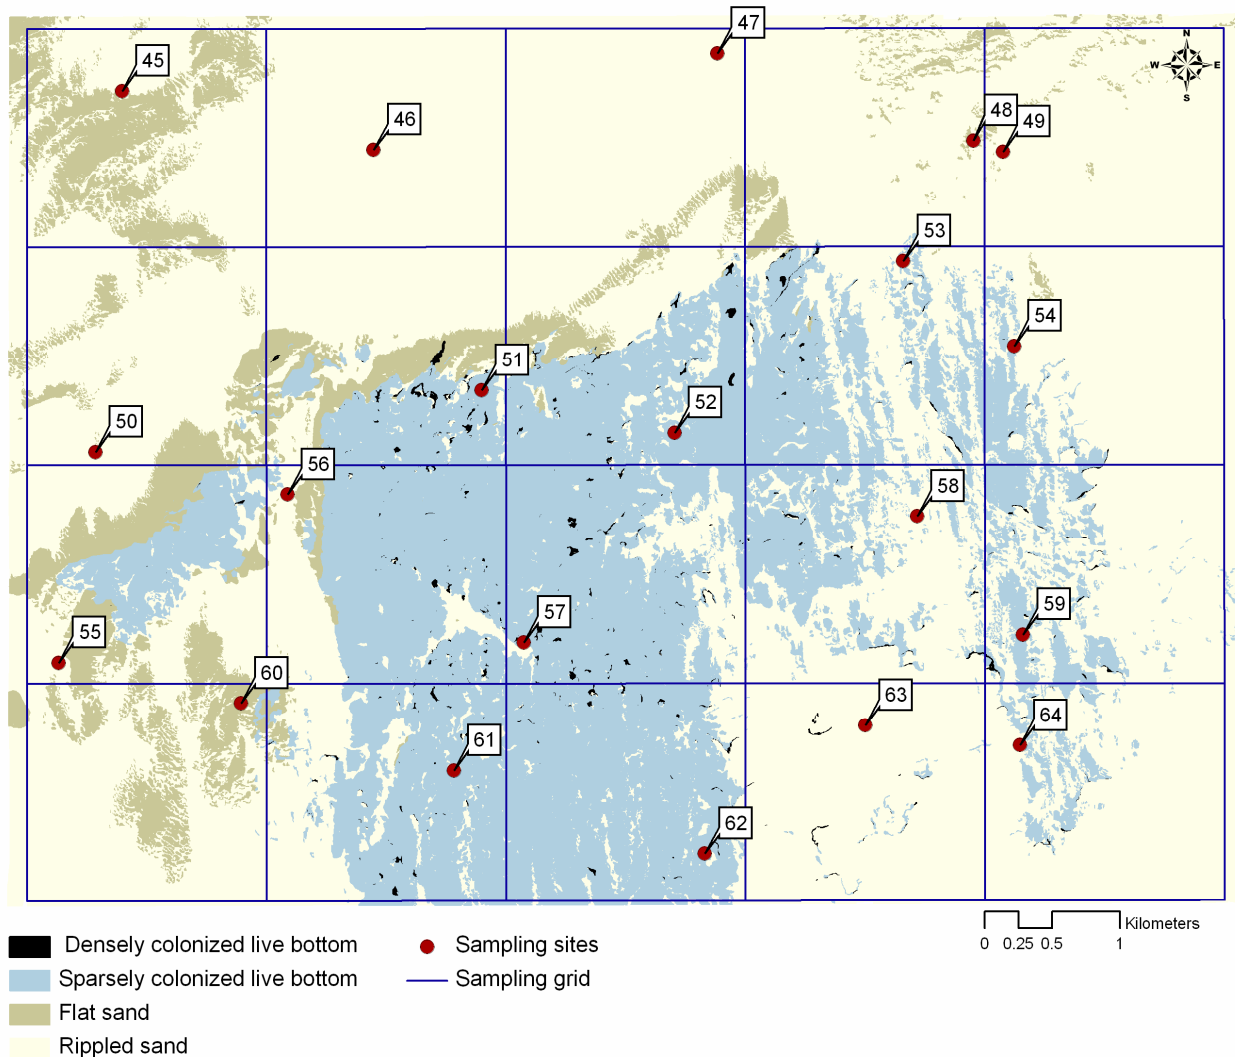 47
N
W E
S
45
46
48
49
53
54
51
52
50
56
58
57
59
55
60
63
64
61
62
Kilometers
0 0.25 0.5 1
Densely colonized live bottom
Sampling sites
Sparsely colonized live bottom
Sampling grid
Flat sand
Rippled sand